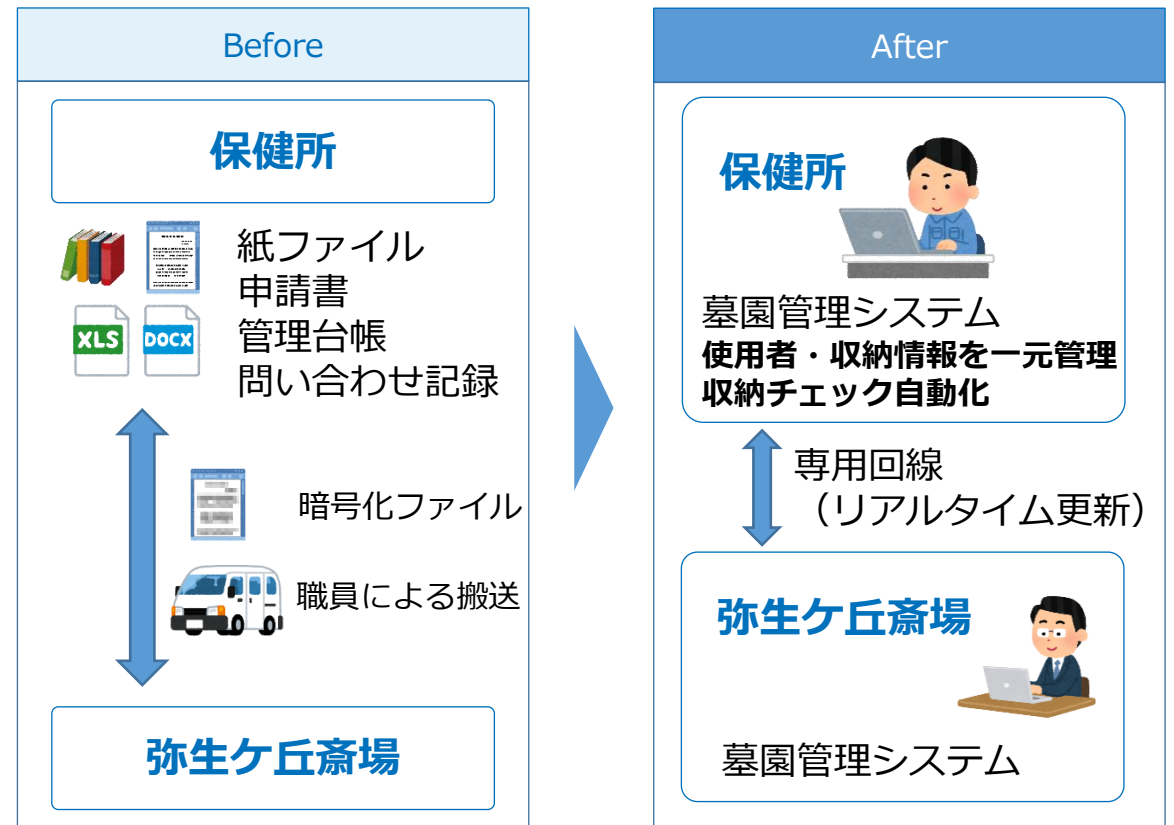 Before
保健所
紙ファイル
申請書
XLS
DOCX
管理台帳
問い合わせ記録
暗号化ファイル
職員による搬送
弥生ケ丘斎場
After
保健所
墓園管理システム
使用者・収納情報を一元管理
収納チェック自動化
専用回線
（リアルタイム更新）
弥生ケ丘斎場
墓園管理システム